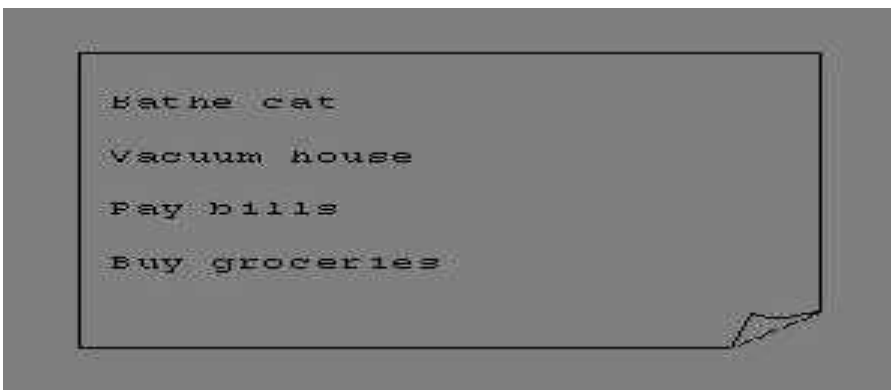 Bathe cat
Vacuum house
Pay bills
Buy groceries